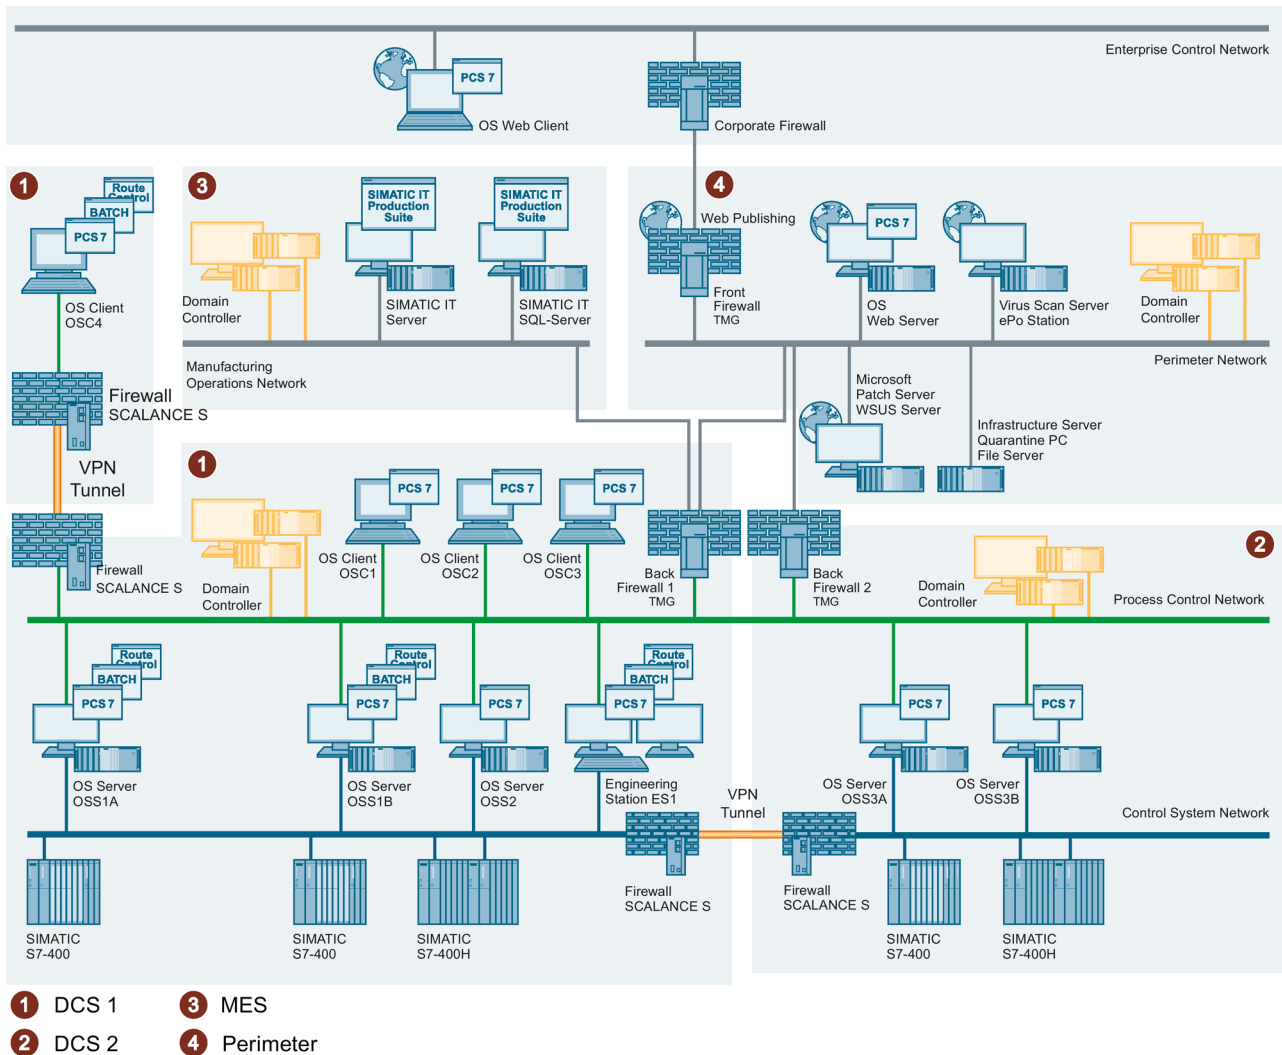 Enterprise Control Network
PCS 7
OS Web Client
Corporate Firewall
1
Route
Control
BATCH
PCS 7
OS Client
OSC4
Firewall
SCALANCE S
VPN
Tunnel
Firewall
SCALANCE S
3
SIMATIC IT
Production
Suite
SIMATIC IT
Production
Suite
Domain
Controller
SIMATIC IT
Server
SIMATIC IT
SQL-Server
Manufacturing
Operations Network
4
Web Publishing
Front
Firewall
TMG
PCS 7
OS
Web Server
Virus Scan Server
ePo Station
Domain
Controller
Perimeter Network
Microsoft
Patch Server
WSUS Server
Infrastructure Server
Quarantine PC
File Server
1
Domain
Controller
PCS 7
OS Client
OSC1
PCS 7
OS Client
OSC2
PCS 7
OS Client
OSC3
Back
Firewall 1
TMG
Back
Firewall 2
TMG
2
Domain
Controller
Process Control Network
Route
Control
BATCH
PCS 7
OS Server
OSS1A
Route
Control
BATCH
PCS 7
OS Server
OSS1B
PCS 7
OS Server
OSS2
Route
Control
BATCH
PCS 7
Engineering
Station ES1
PCS 7
OS Server
OSS3A
PCS 7
OS Server
OSS3B
VPN
Tunnel
Control System Network
Firewall
SCALANCE S
Firewall
SCALANCE S
SIMATIC
S7-400
SIMATIC
S7-400
SIMATIC
S7-400H
SIMATIC
S7-400
SIMATIC
S7-400H
1 DCS 1
3 MES
2 DCS 2
4 Perimeter